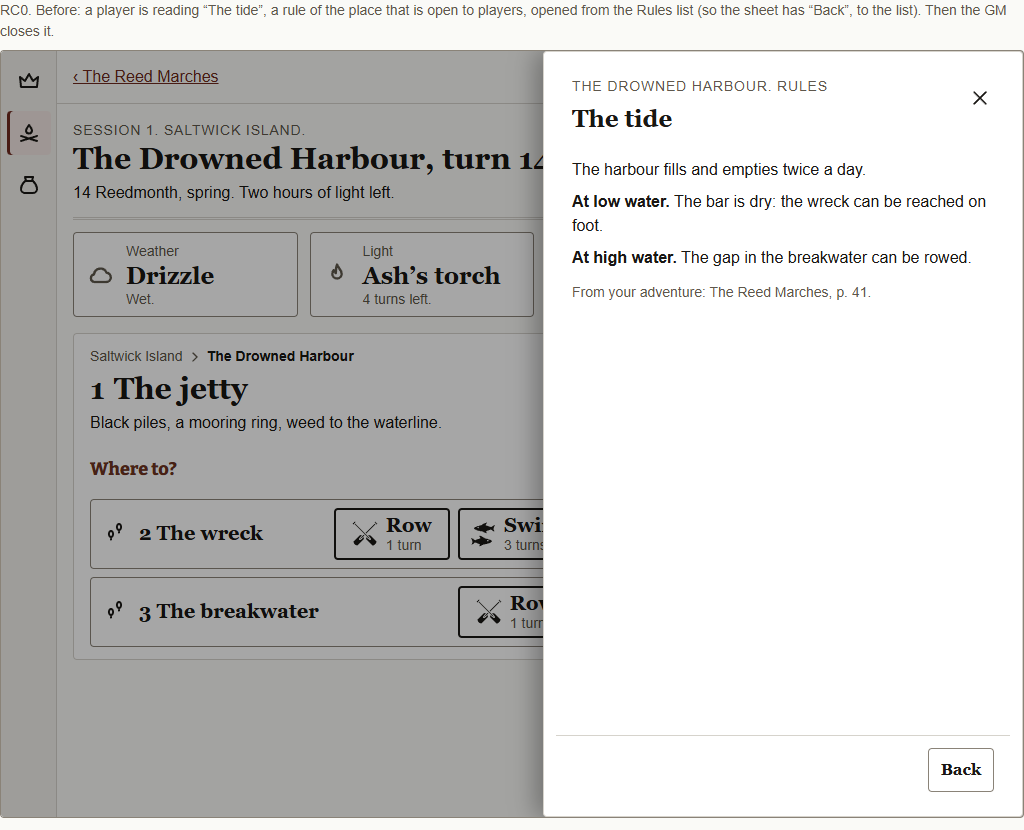 RC0. Before: a player is reading “The tide”, a rule of the place that is open to players, opened from the Rules list (so the sheet has “Back”, to the list). Then the GM
closes it.
‹ The Reed Marches
SESSION 1. SALTWICK ISLAND.
The Drowned Harbour, turn 14
14 Reedmonth, spring. Two hours of light left.
Weather
Drizzle
Wet.
Light
Ash’s torch
4 turns left.
Saltwick Island > The Drowned Harbour
1 The jetty
Black piles, a mooring ring, weed to the waterline.
Where to?
2 The wreck
Row
1 turn
3 turns
3 The breakwater
1 turn
THE DROWNED HARBOUR. RULES
The tide
The harbour fills and empties twice a day.
At low water. The bar is dry: the wreck can be reached on
foot.
At high water. The gap in the breakwater can be rowed.
From your adventure: The Reed Marches, p. 41.
Back